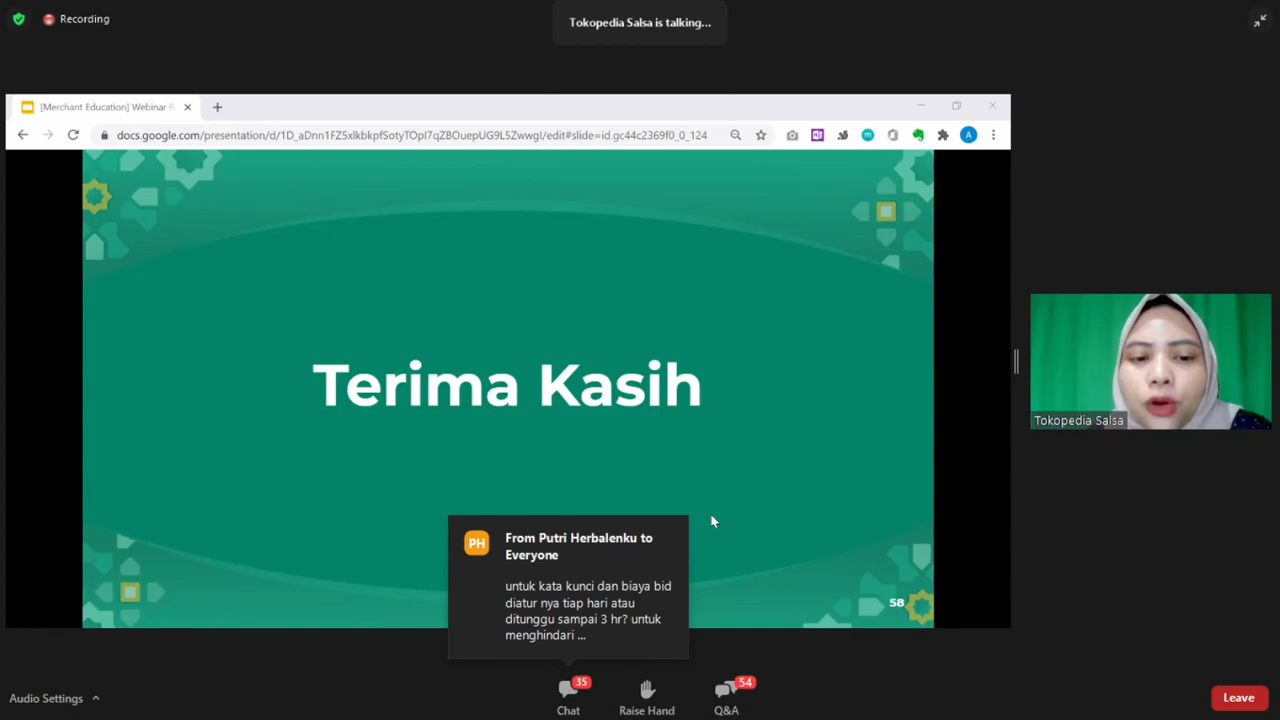 Recording
Tokopedia Salsa is talking...
[Merchant Education] Webinar R
docs.google.com/presentation/d/1D_aDnn1FZ5xlkbkpfSotyTOpl7qZBOuepUG9L5Zwwgl/edit#slide=id.gc44c2369f0_0_124
A
Terima Kasih
58
Tokopedia Salsa
PH
From Putri Herbalenku to
Everyone
untuk kata kunci dan biaya bid
diatur nya tiap hari atau
ditunggu sampai 3 hr? untuk
menghindari ...
Audio Settings
35
Chat
Raise Hand
54
Q&A
Leave